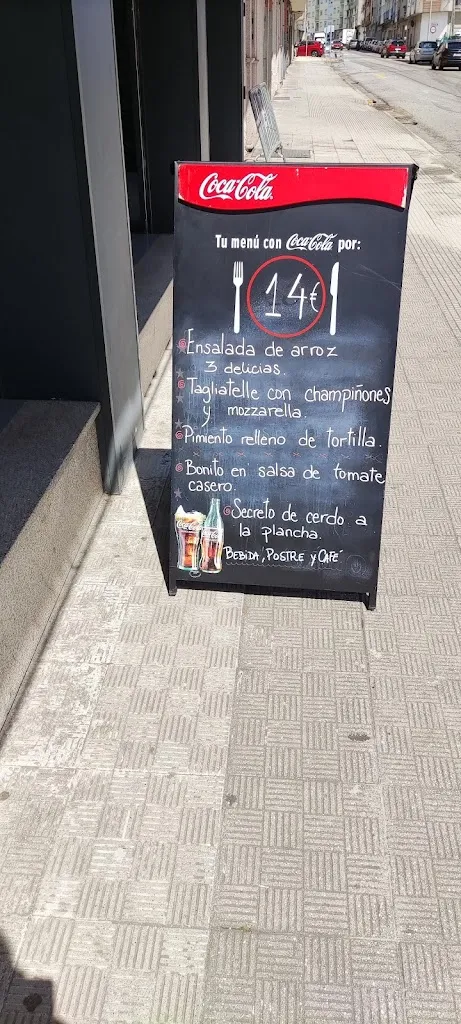 Coca-Cola
Tu menú con Coca-Cola por:
14€
Ensalada de arroz
3 delicias.
Tagliatelle con champiñones
y mozzarella.
Pimiento relleno de tortilla.
Bonito en salsa de tomate
casero.
Secreto de cerdo a
la plancha.
BEBIDA, POSTRE y CAFÉ